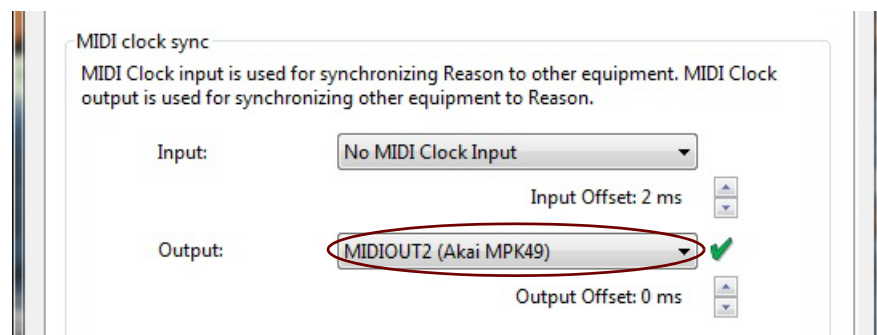 MIDI clock sync
MIDI Clock input is used for synchronizing Reason to other equipment. MIDI Clock
output is used for synchronizing other equipment to Reason.
Input: No MIDI Clock Input
Input Offset: 2 ms
Output: MIDIOUT2 (Akai MPK49)
Output Offset: 0 ms